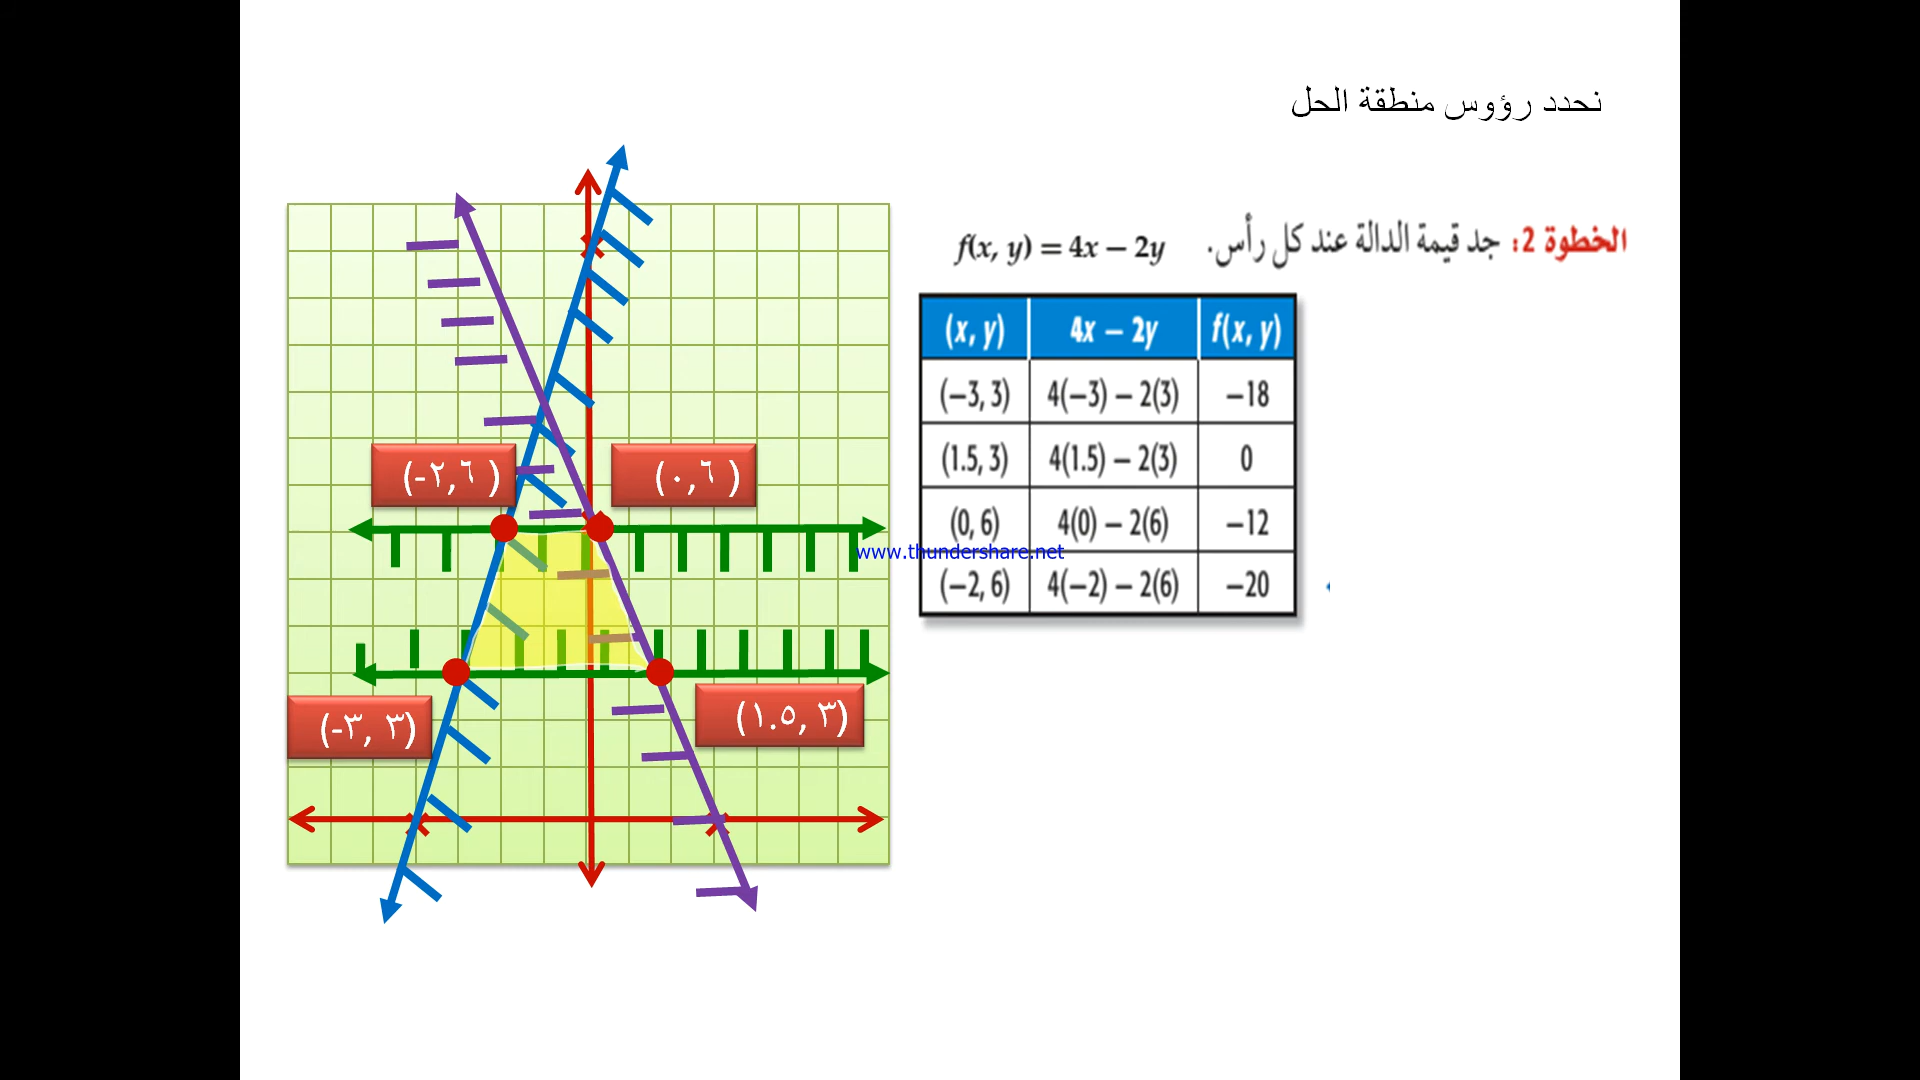 نحدد رؤوس منطقة الحل
الخطوة 2: جد قيمة الدالة عند كل رأس. f(x, y) = 4x − 2y
(x, y) 4x − 2y f(x, y)
(−3, 3) 4(−3) − 2(3) −18
(1.5, 3) 4(1.5) − 2(3) 0
(0, 6) 4(0) − 2(6) −12
(−2, 6) 4(−2) − 2(6) −20
www.thundershare.net
(-٢,٦ )
(٠,٦ )
(-٣, ٣)
(١.٥, ٣)